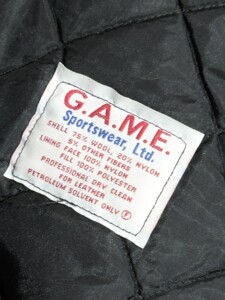 G.A.M.E.
Sportswear, Ltd.
SHELL 75% WOOL, 20% NYLON
5% OTHER FIBERS
LINING FACE 100% NYLON
FILL 100% POLYESTER
PROFESSIONAL DRY CLEAN
FOR LEATHER
PETROLEUM SOLVENT ONLY Ⓕ